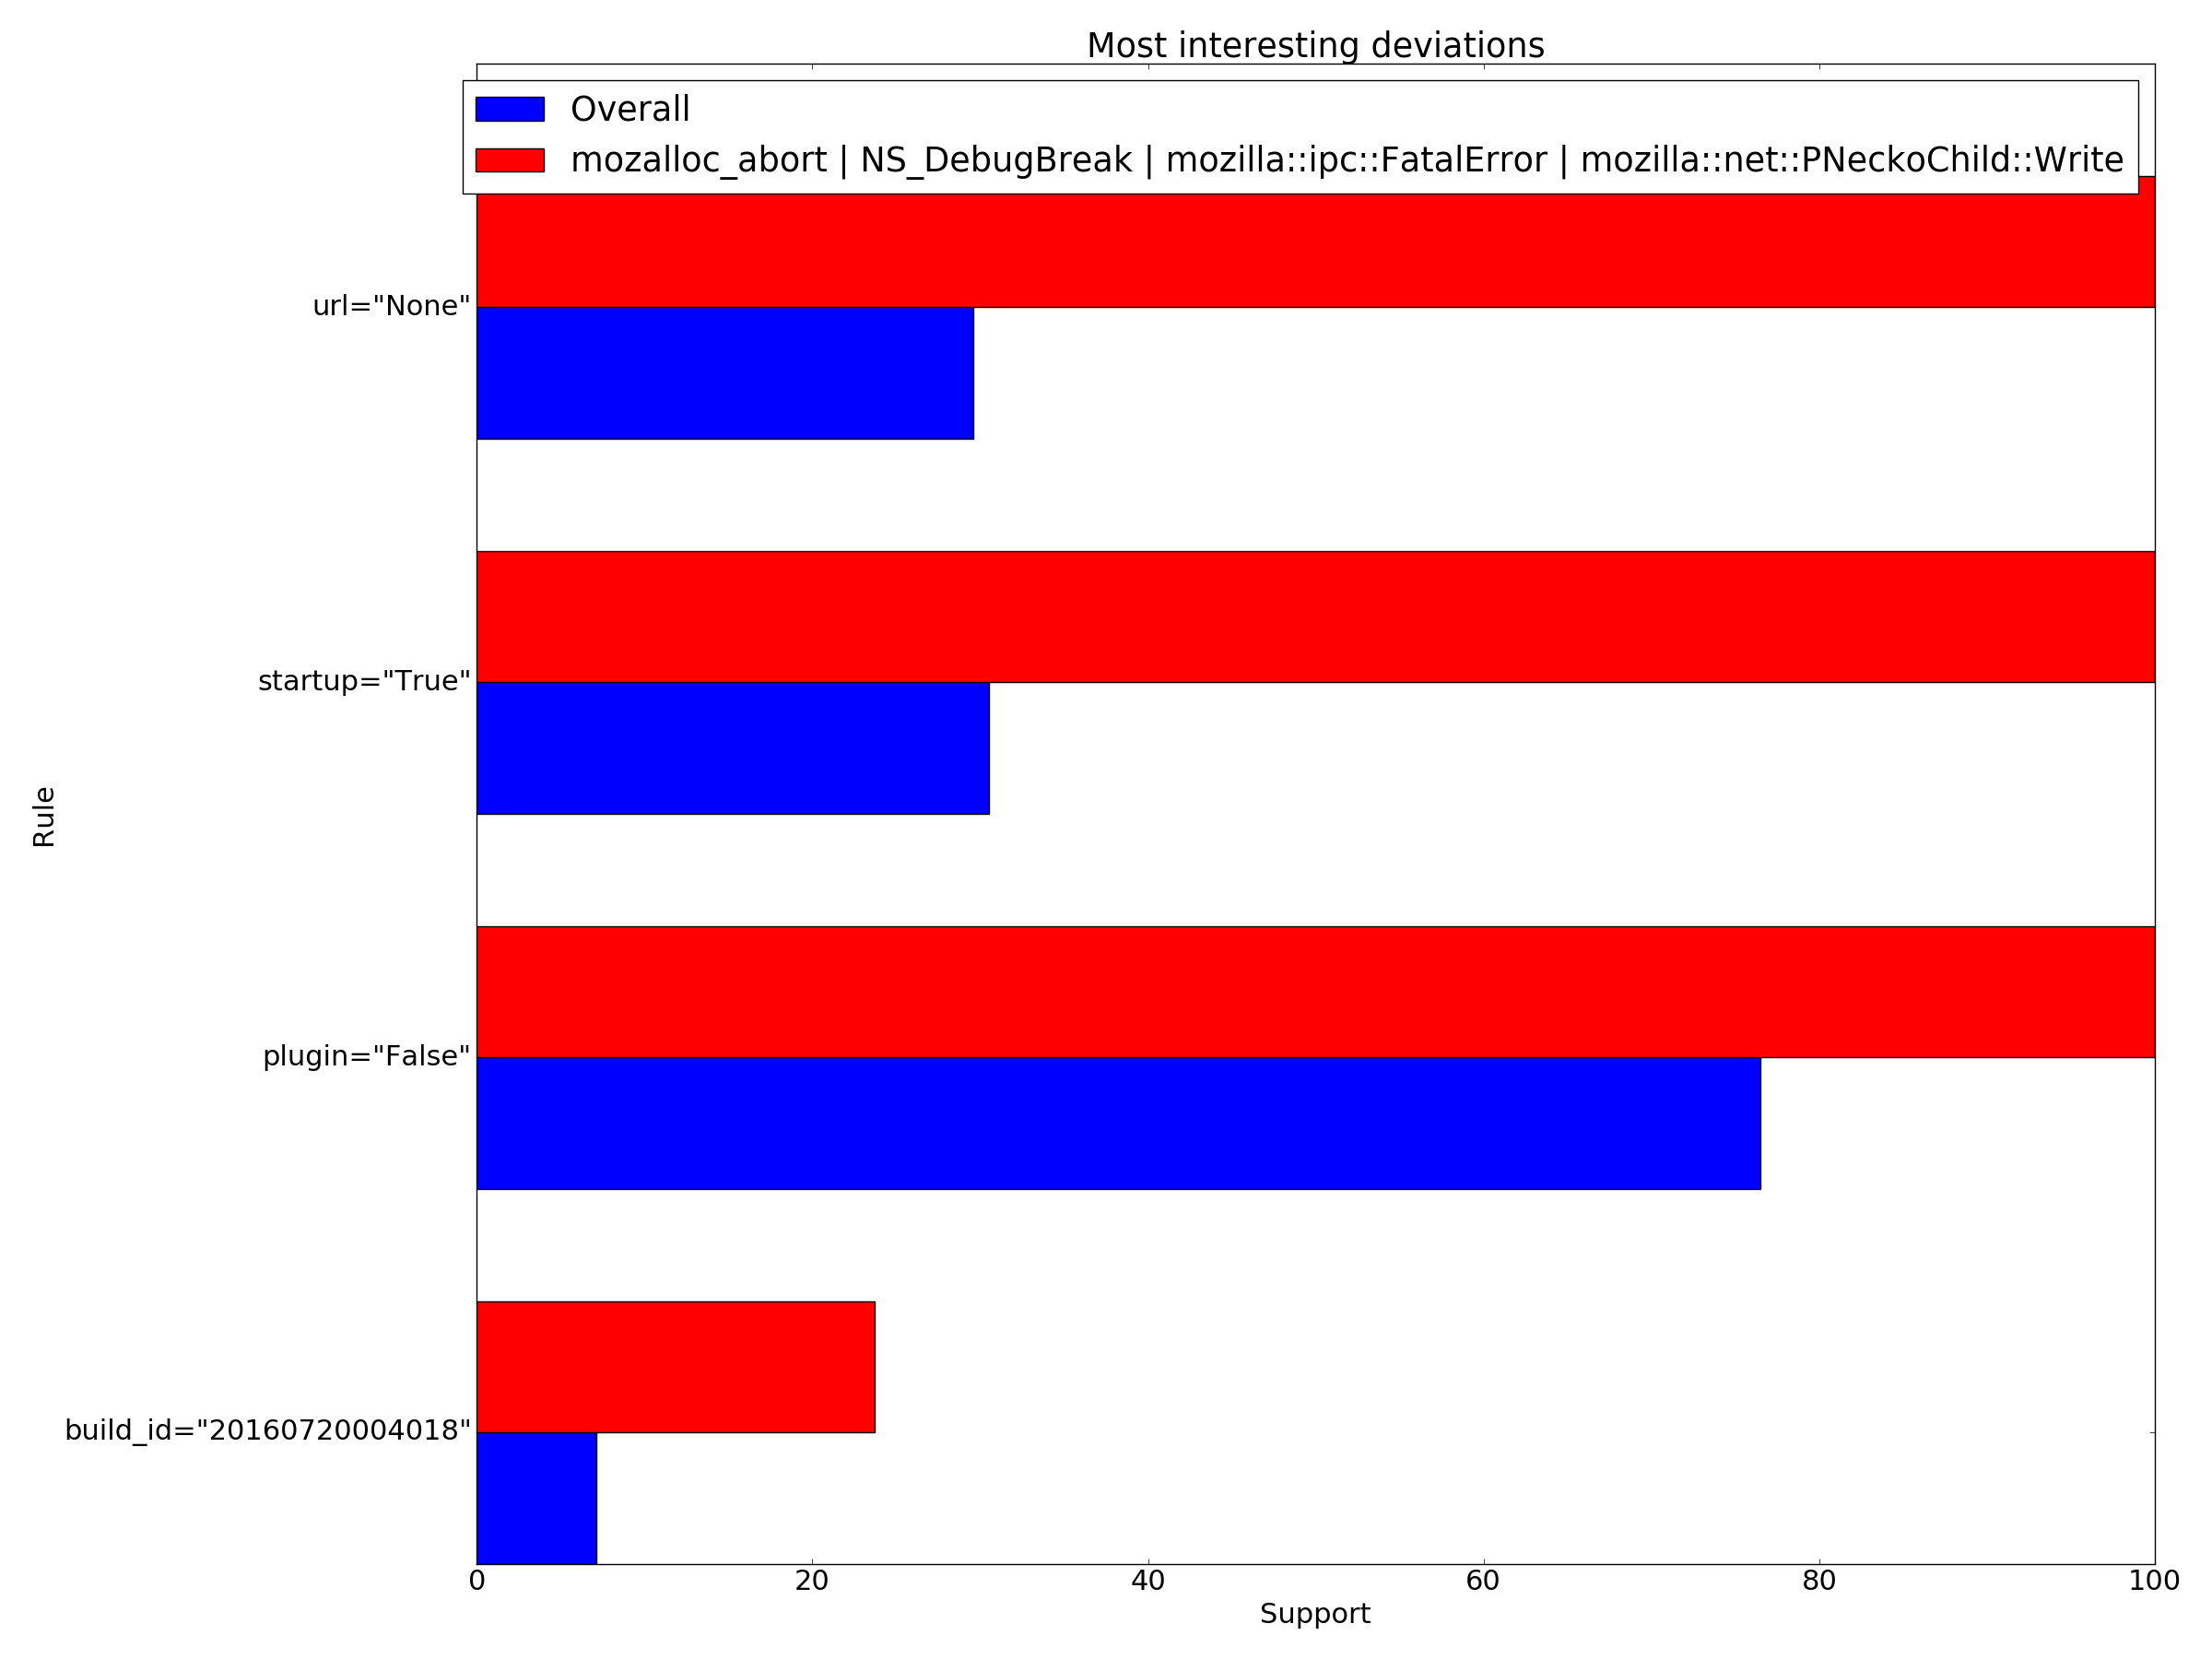 Most interesting deviations
Overall
mozalloc_abort | NS_DebugBreak | mozilla::ipc::FatalError | mozilla::net::PNeckoChild::Write
url="None"
startup="True"
Rule
plugin="False"
build_id="20160720004018"
0 20 40 60 80 100
Support